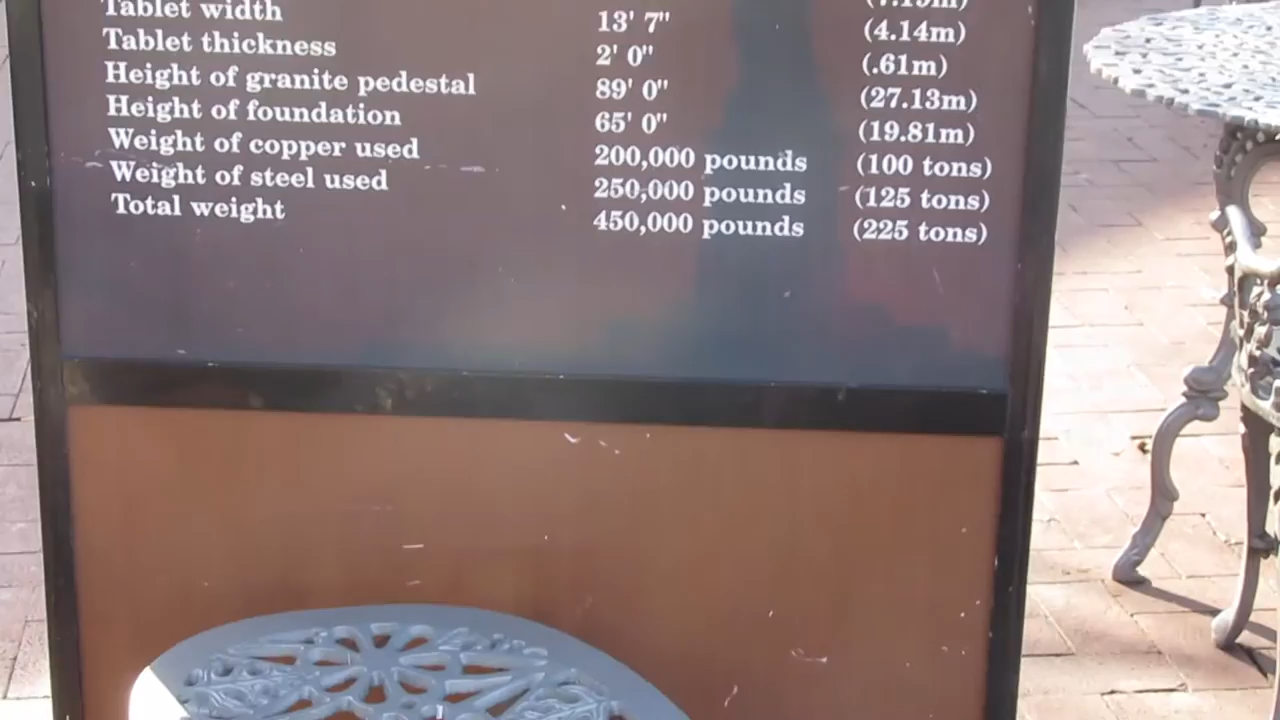 Tablet width 13' 7" (4.14m)
Tablet thickness 2' 0" (.61m)
Height of granite pedestal 89' 0" (27.13m)
Height of foundation 65' 0" (19.81m)
Weight of copper used 200,000 pounds (100 tons)
Weight of steel used 250,000 pounds (125 tons)
Total weight 450,000 pounds (225 tons)